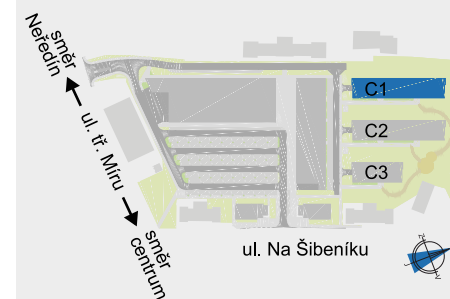 směr
Neředín
ul. tř. Míru
směr
centrum
C1
C2
C3
ul. Na Šibeníku